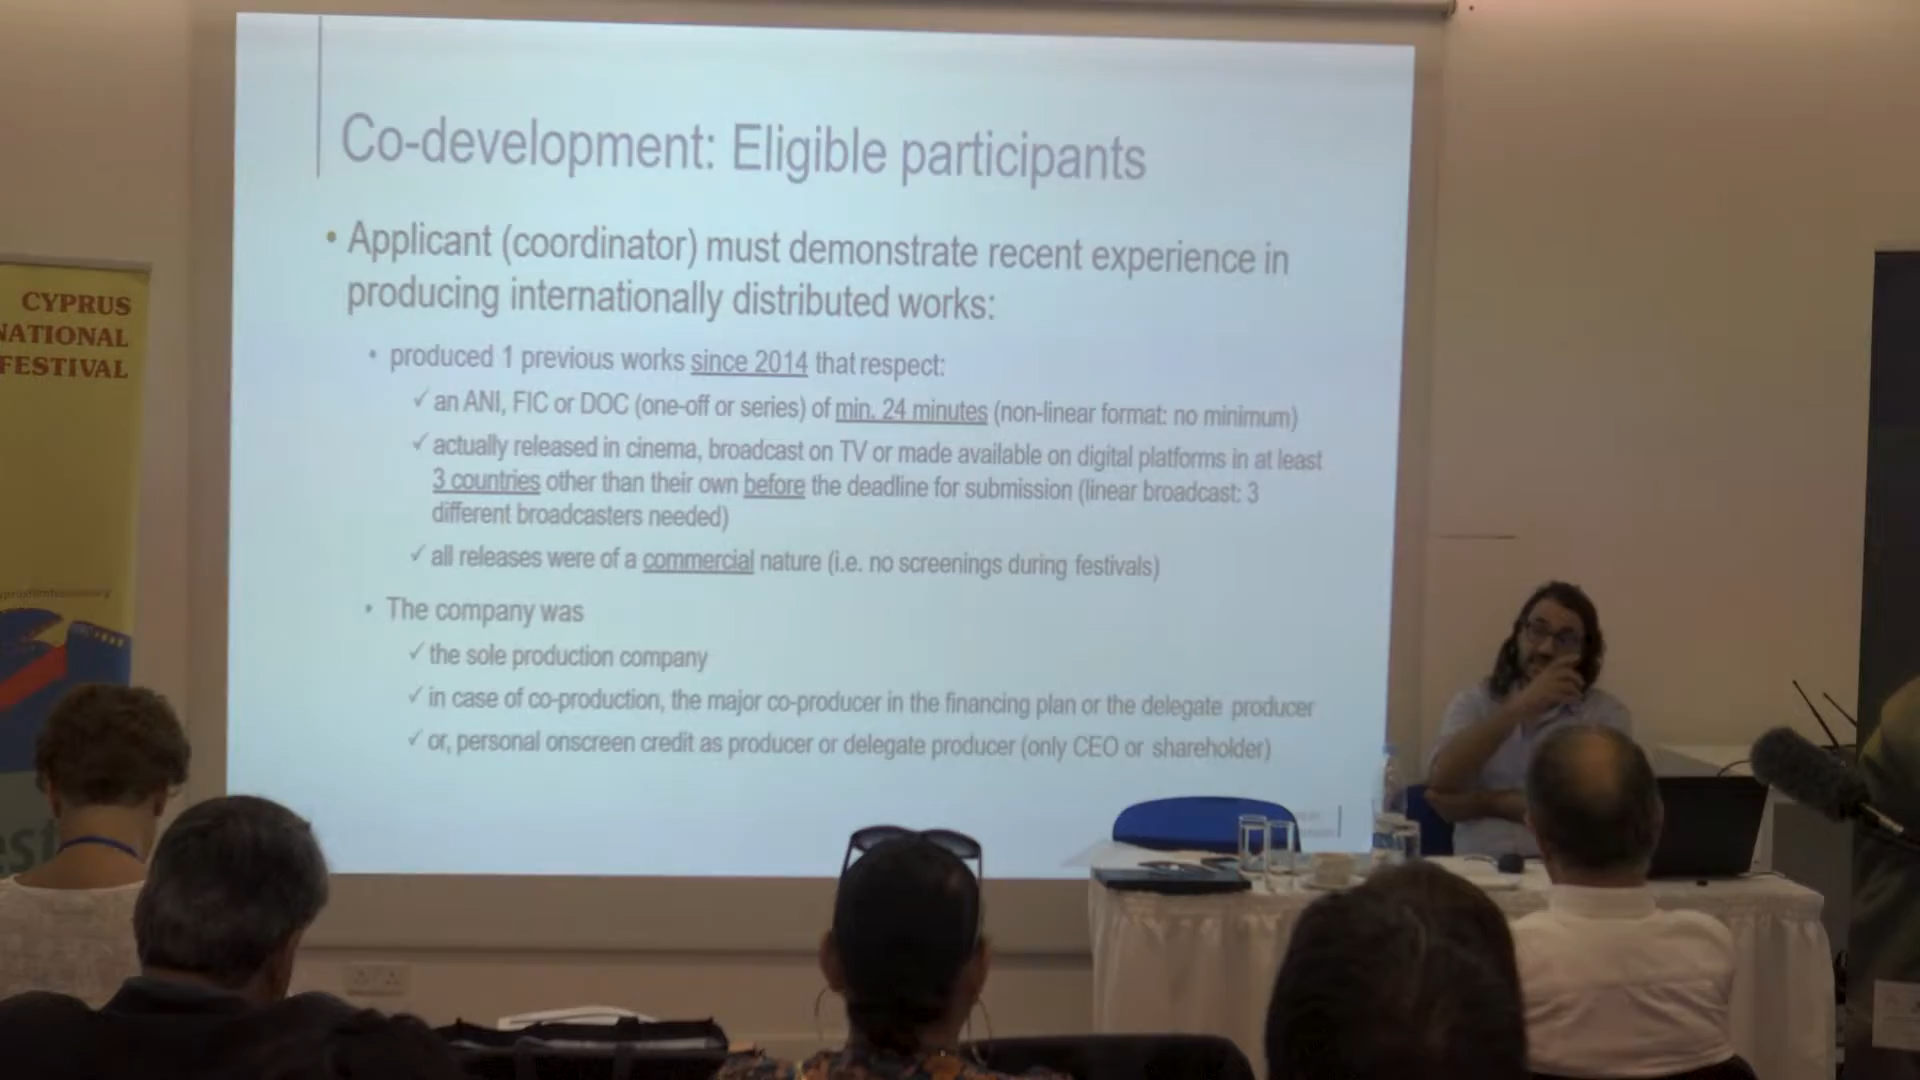 Co-development: Eligible participants
• Applicant (coordinator) must demonstrate recent experience in
producing internationally distributed works:
• produced 1 previous works since 2014 that respect:
✓ an ANI, FIC or DOC (one-off or series) of min. 24 minutes (non-linear format: no minimum)
✓ actually released in cinema, broadcast on TV or made available on digital platforms in at least
3 countries other than their own before the deadline for submission (linear broadcast: 3
different broadcasters needed)
✓ all releases were of a commercial nature (i.e. no screenings during festivals)
• The company was
✓ the sole production company
✓ in case of co-production, the major co-producer in the financing plan or the delegate producer
✓ or, personal onscreen credit as producer or delegate producer (only CEO or shareholder)
CYPRUS
NATIONAL
FESTIVAL
est